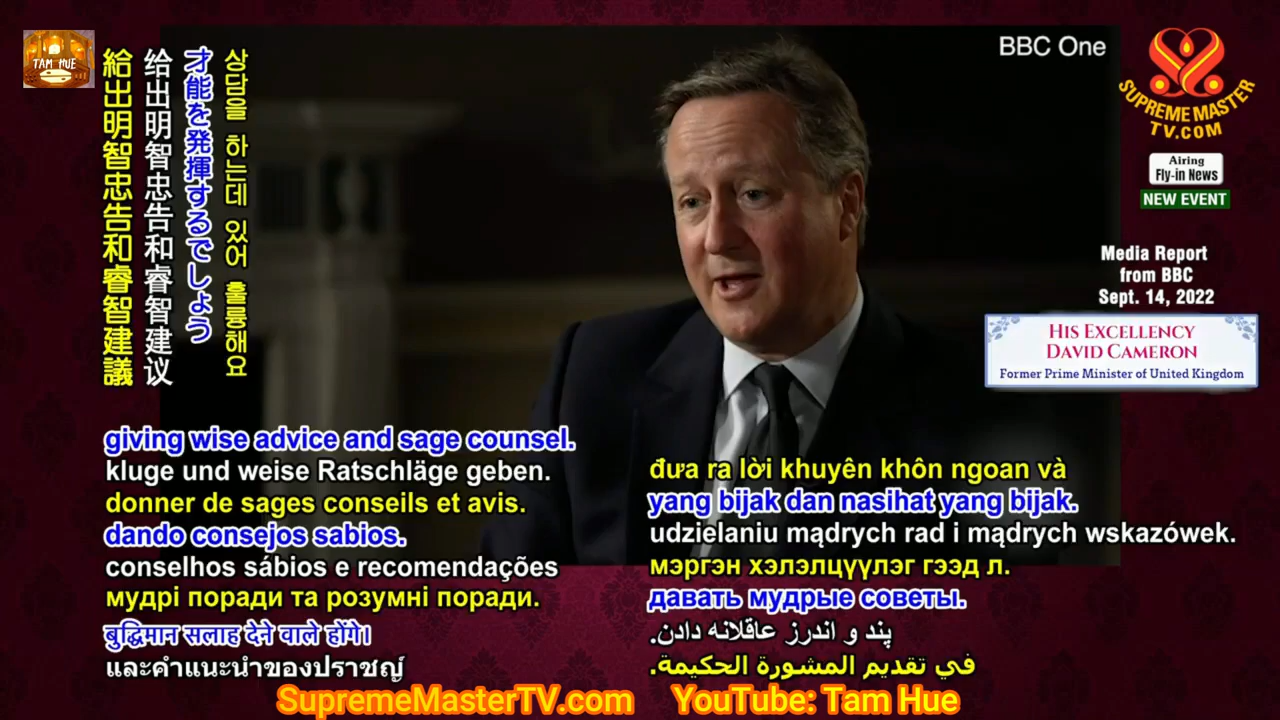 TAM HUE
BBC One
SUPREME MASTER
TV.COM
Airing
Fly-in News
NEW EVENT
Media Report
from BBC
Sept. 14, 2022
HIS EXCELLENCY
DAVID CAMERON
Former Prime Minister of United Kingdom
給出明智忠告和睿智建議
给出明智忠告和睿智建议
才能を発揮するでしょう
상담을 하는데 있어 훌륭해요
giving wise advice and sage counsel.
kluge und weise Ratschläge geben.
donner de sages conseils et avis.
dando consejos sabios.
conselhos sábios e recomendações
мудрі поради та розумні поради.
बुद्धिमान सलाह देने वाले होंगे।
และคำแนะนำของปราชญ์
đưa ra lời khuyên khôn ngoan và
yang bijak dan nasihat yang bijak.
udzielaniu mądrych rad i mądrych wskazówek.
мэргэн хэлэлцүүлэг гээд л.
давать мудрые советы.
پند و اندرز عاقلانه دادن.
في تقديم المشورة الحكيمة.
SupremeMasterTV.com YouTube: Tam Hue